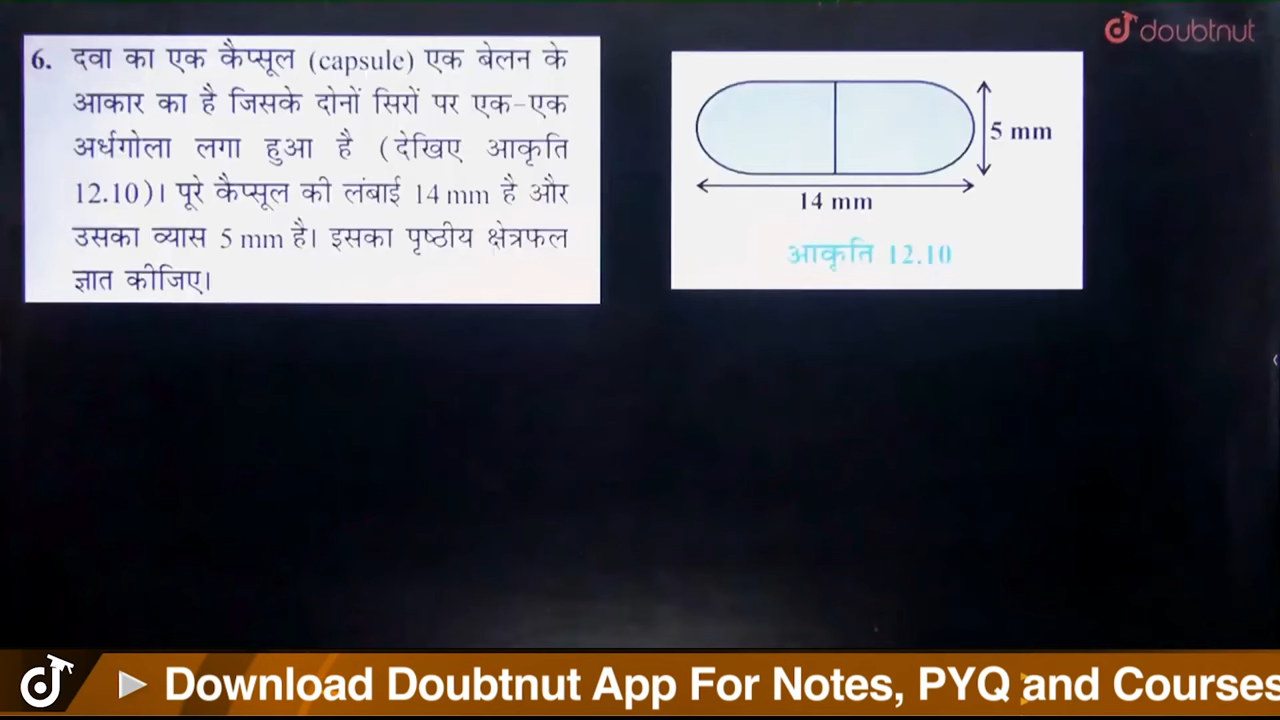 6. दवा का एक कैप्सूल (capsule) एक बेलन के
आकार का है जिसके दोनों सिरों पर एक-एक
अर्धगोला लगा हुआ है (देखिए आकृति
12.10)। पूरे कैप्सूल की लंबाई 14 mm है और
उसका व्यास 5 mm है। इसका पृष्ठीय क्षेत्रफल
ज्ञात कीजिए।
doubtnut
5 mm
14 mm
आकृति 12.10
Download Doubtnut App For Notes, PYQ and Courses